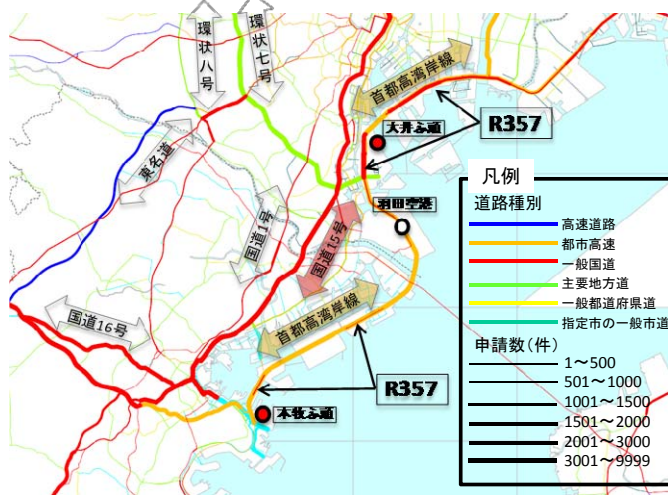 環状八号
環状七号
首都高湾岸線
R357
大井ふ頭
東名道
羽田空港
国道1号
国道15号
国道16号
首都高湾岸線
R357
本牧ふ頭
凡例
道路種別
高速道路
都市高速
一般国道
主要地方道
一般都道府県道
指定市の一般市道
申請数(件)
1～500
501～1000
1001～1500
1501～2000
2001～3000
3001～9999